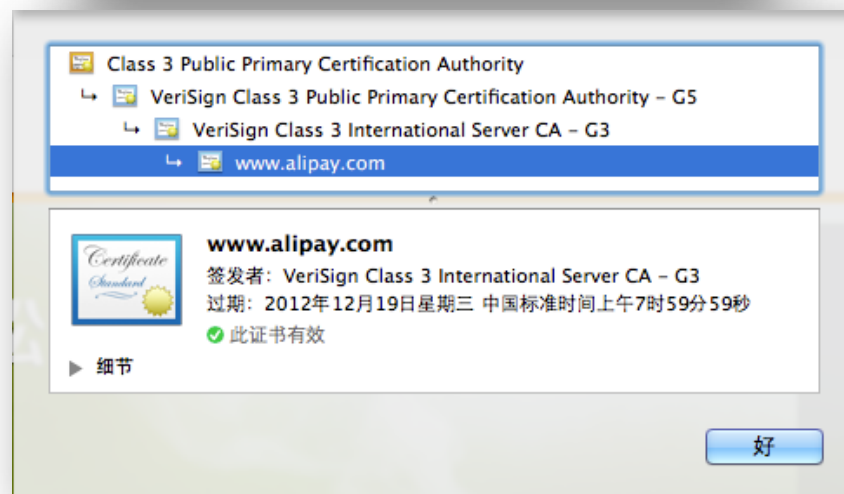 Class 3 Public Primary Certification Authority
VeriSign Class 3 Public Primary Certification Authority – G5
VeriSign Class 3 International Server CA – G3
www.alipay.com
Certificate
Standard
www.alipay.com
签发者：VeriSign Class 3 International Server CA – G3
过期：2012年12月19日星期三 中国标准时间上午7时59分59秒
此证书有效
细节
好